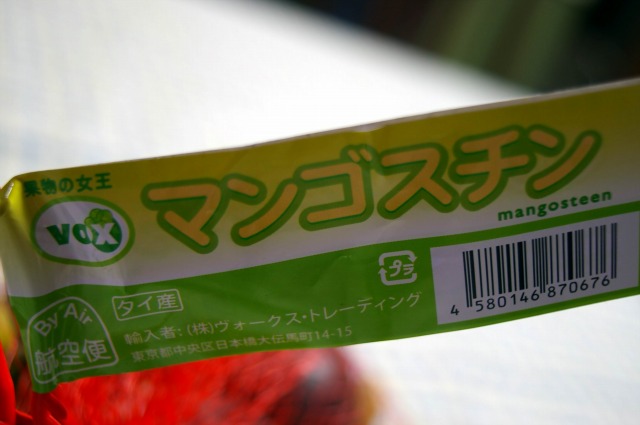 果物の女王
VOX
マンゴスチン
mangosteen
By Air
航空便
タイ産
プラ
輸入者:(株)ヴォークス・トレーディング
東京都中央区日本橋大伝馬町14-15
4 580146 870676